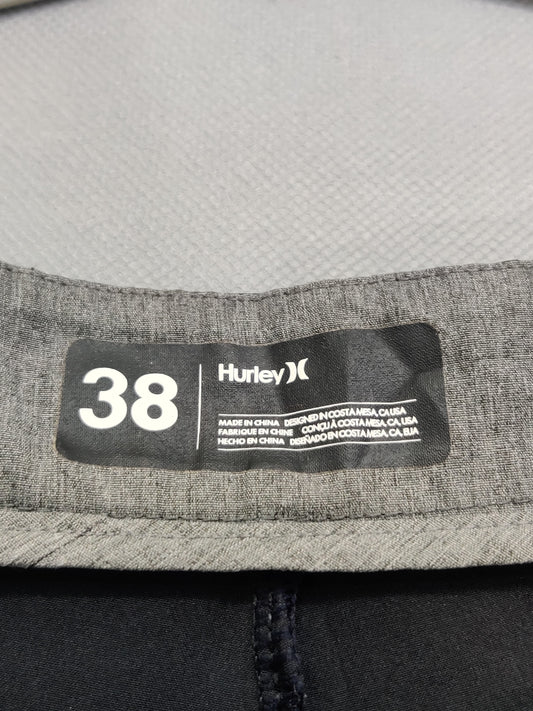 38
Hurley
MADE IN CHINA DESIGNED IN COSTA MESA, CA USA
FABRIQUE EN CHINE CONÇU À COSTA MESA, CA, USA
HECHO EN CHINA DISEÑADO EN COSTA MESA, CA, EUA